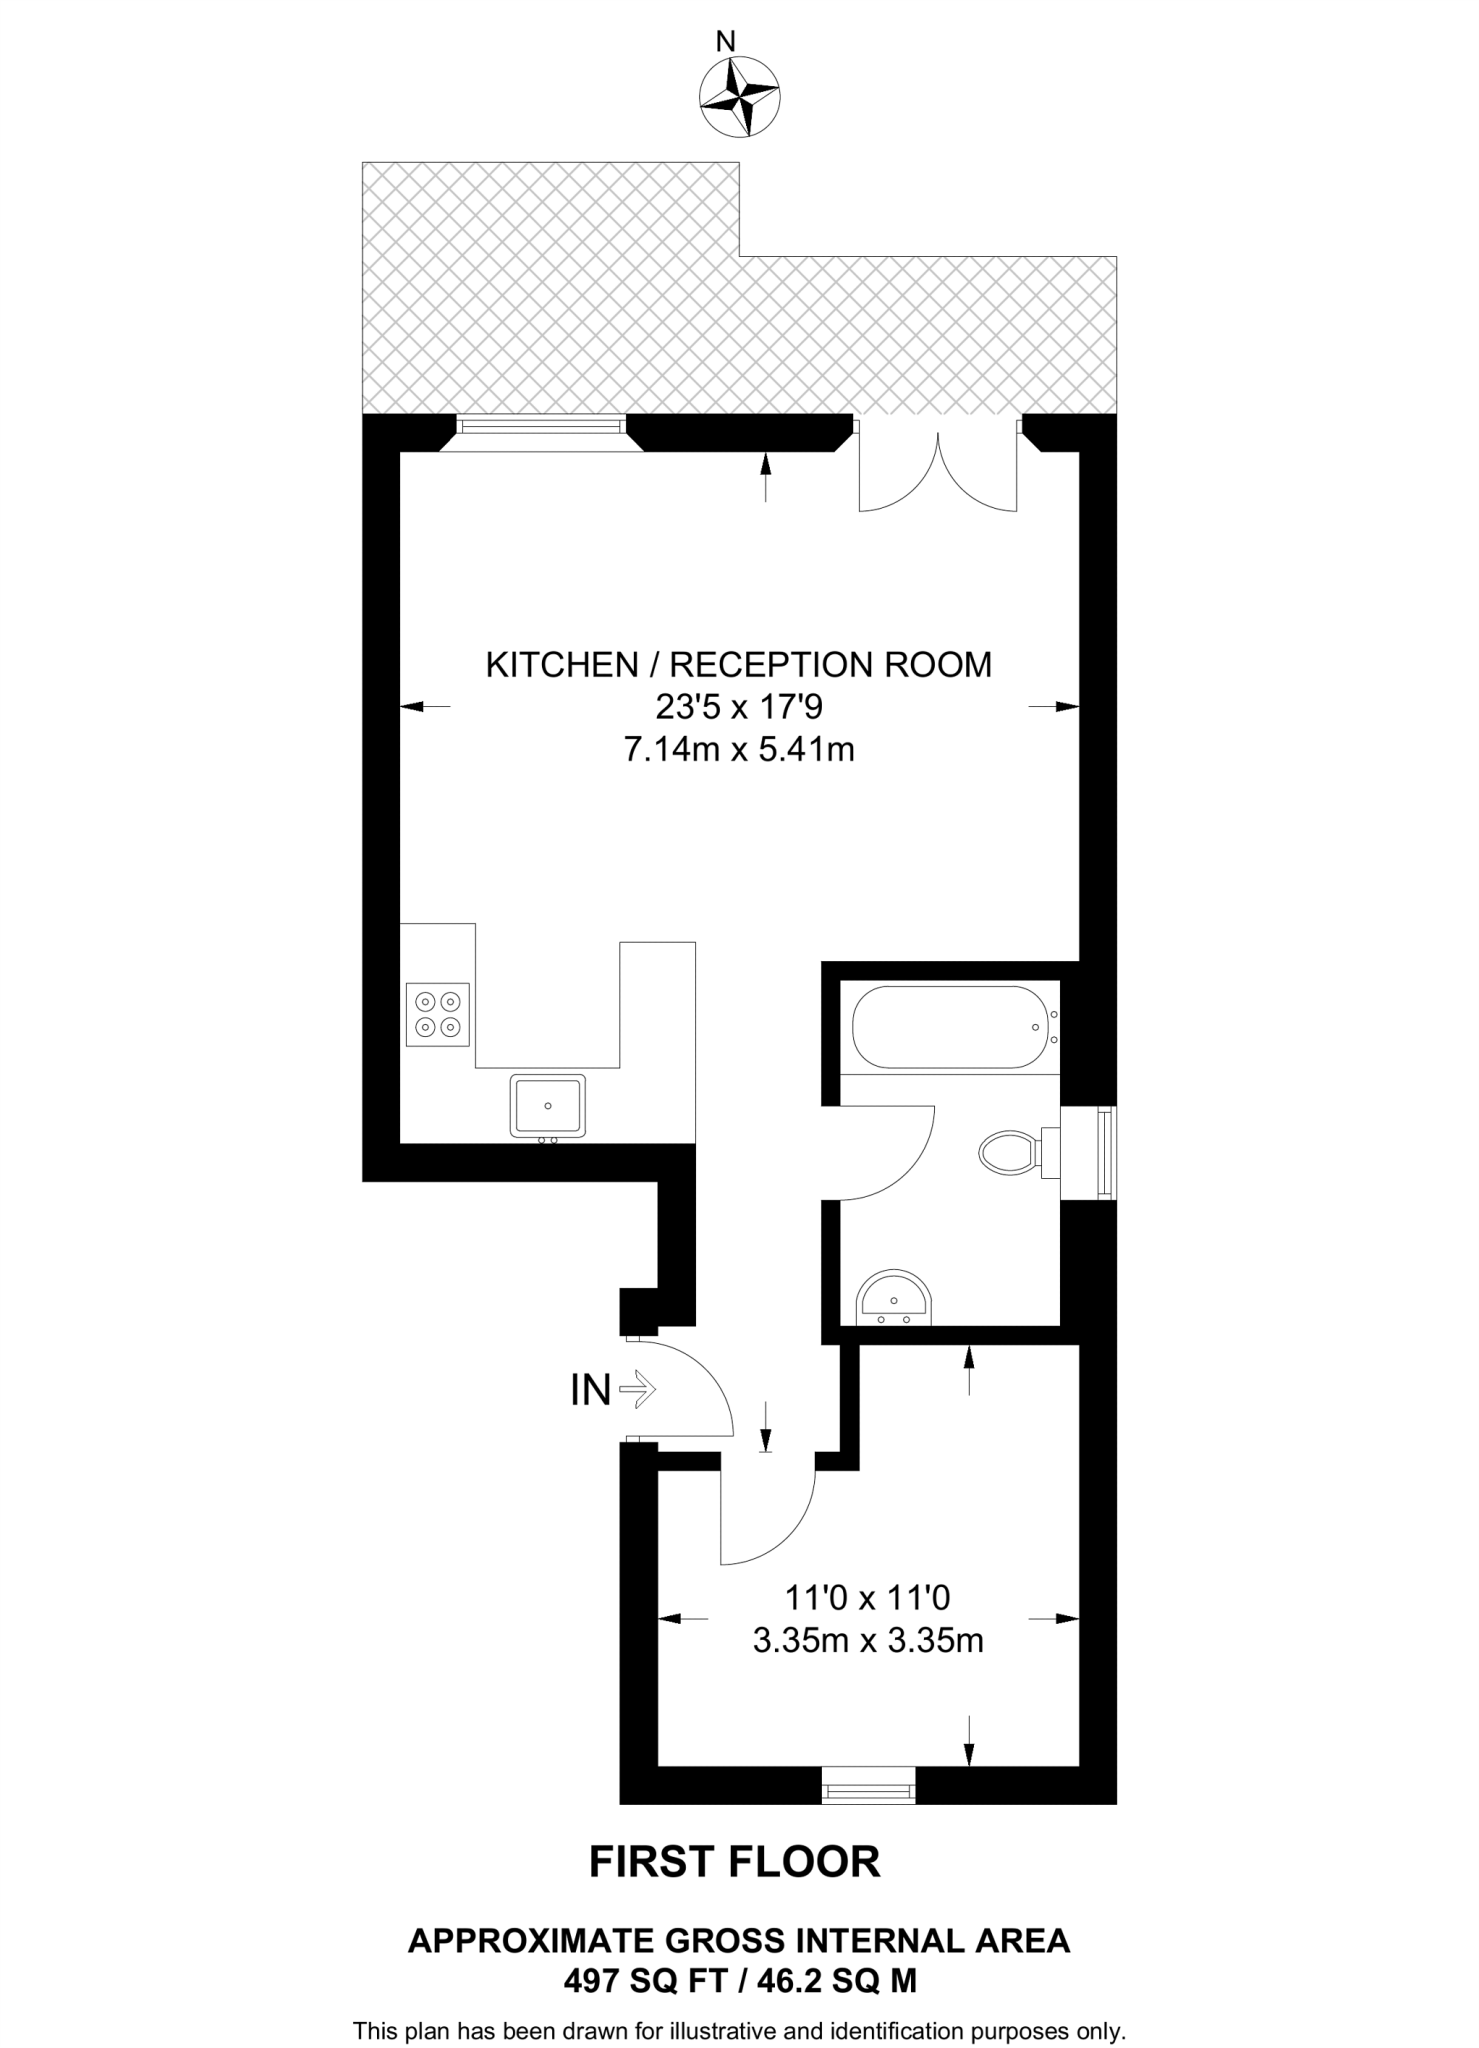 N
KITCHEN / RECEPTION ROOM
23'5 x 17'9
7.14m x 5.41m
IN
11'0 x 11'0
3.35m x 3.35m
FIRST FLOOR
APPROXIMATE GROSS INTERNAL AREA
497 SQ FT / 46.2 SQ M
This plan has been drawn for illustrative and identification purposes only.